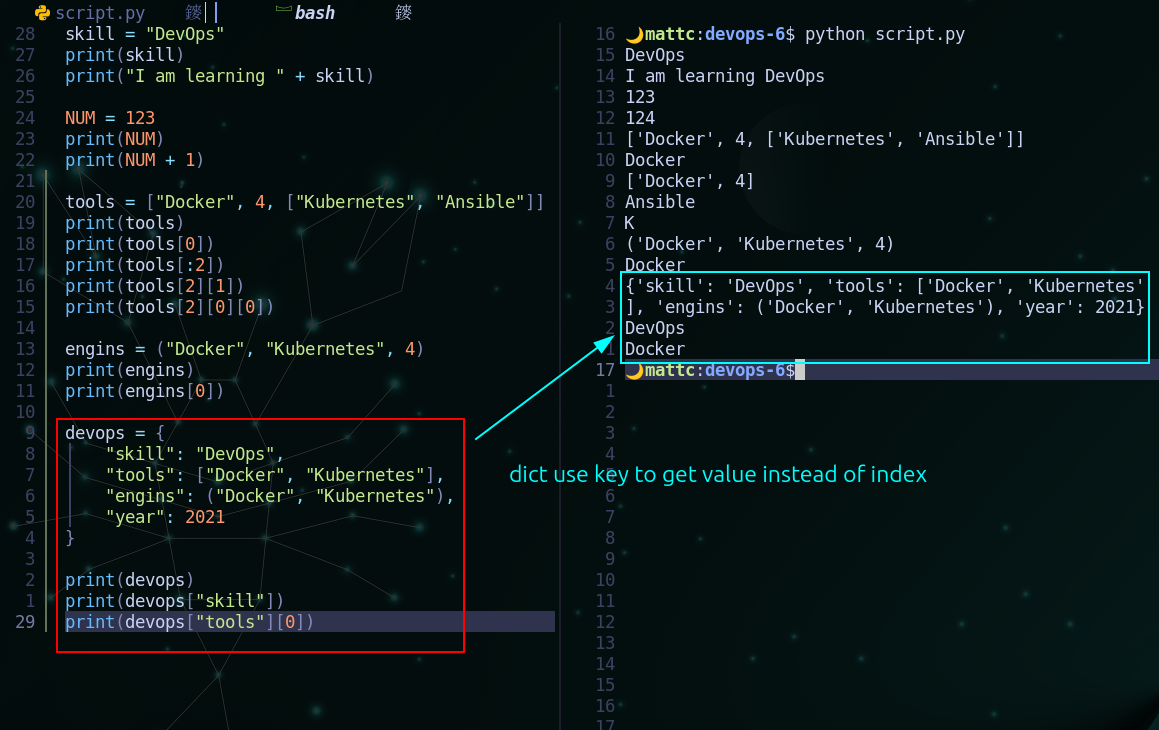 script.py
bash
28 skill = "DevOps"
27 print(skill)
26 print("I am learning " + skill)
25
24 NUM = 123
23 print(NUM)
22 print(NUM + 1)
21
20 tools = ["Docker", 4, ["Kubernetes", "Ansible"]]
19 print(tools)
18 print(tools[0])
17 print(tools[:2])
16 print(tools[2][1])
15 print(tools[2][0][0])
14
13 engins = ("Docker", "Kubernetes", 4)
12 print(engins)
11 print(engins[0])
10
9 devops = {
8 "skill": "DevOps",
7 "tools": ["Docker", "Kubernetes"],
6 "engins": ("Docker", "Kubernetes"),
5 "year": 2021
4 }
3
2 print(devops)
1 print(devops["skill"])
29 print(devops["tools"][0])
16 mattc:devops-6$ python script.py
15 DevOps
14 I am learning DevOps
13 123
12 124
11 ['Docker', 4, ['Kubernetes', 'Ansible']]
10 Docker
9 ['Docker', 4]
8 Ansible
7 K
6 ('Docker', 'Kubernetes', 4)
5 Docker
4 {'skill': 'DevOps', 'tools': ['Docker', 'Kubernetes'
3 ], 'engins': ('Docker', 'Kubernetes'), 'year': 2021}
2 DevOps
1 Docker
17 mattc:devops-6$
1
2
3
4
5
dict use key to get value instead of index
6
7
8
9
10
11
12
13
14
15
16
17